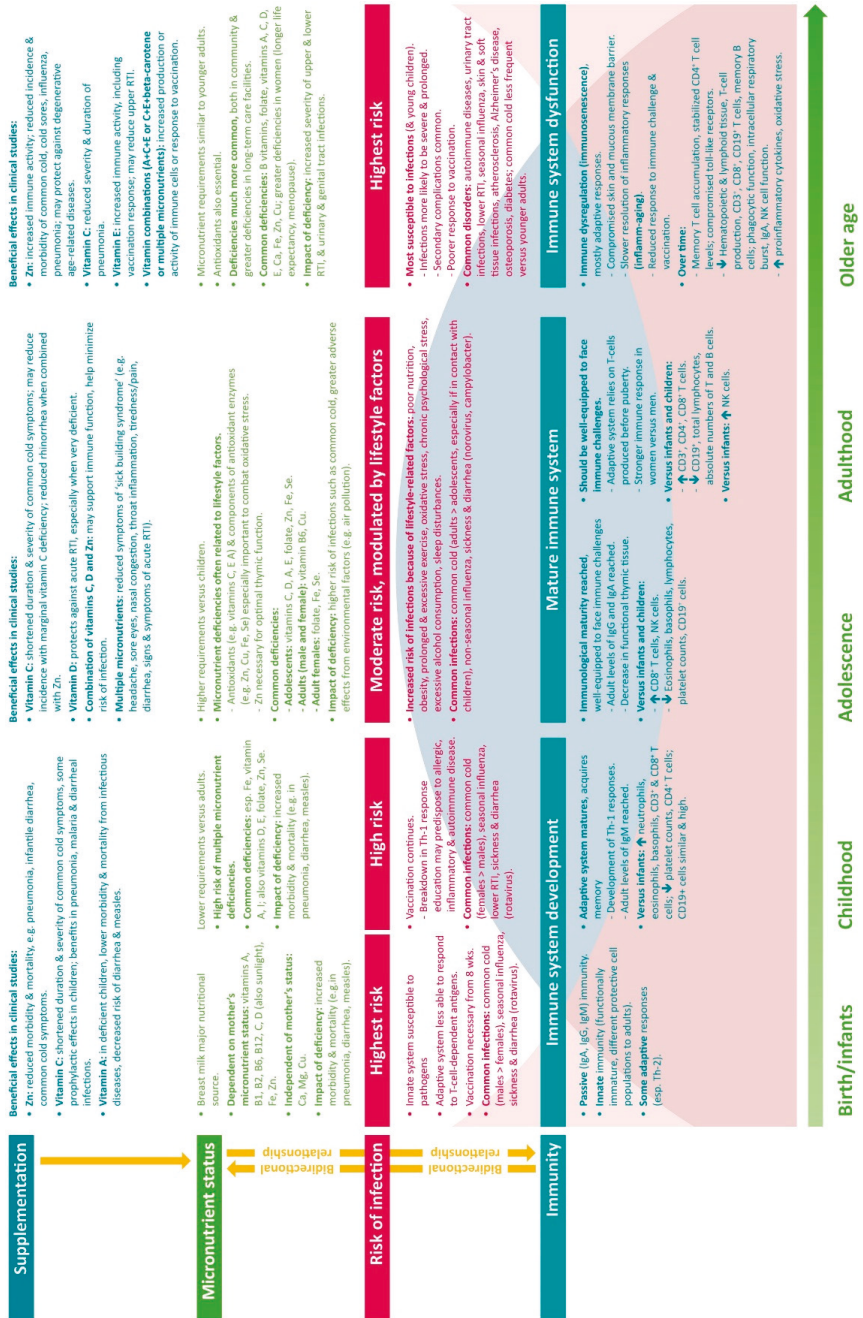 Supplementation
Beneficial effects in clinical studies:
• Zn: reduced morbidity & mortality, e.g. pneumonia, infantile diarrhea,
common cold symptoms.
• Vitamin C: shortened duration & severity of common cold symptoms, some
prophylactic effects in children; benefits in pneumonia, malaria & diarrheal
infections.
• Vitamin A: in deficient children, lower morbidity & mortality from infectious
diseases, decreased risk of diarrhea & measles.
Beneficial effects in clinical studies:
• Vitamin C: shortened duration & severity of common cold symptoms; may reduce
incidence with marginal vitamin C deficiency; reduced rhinorrhea when combined
with Zn.
• Vitamin D: protects against acute RTI, especially when very deficient.
• Combination of vitamins C, D and Zn: may support immune function, help minimize
risk of infection.
• Multiple micronutrients: reduced symptoms of 'sick building syndrome' (e.g.
headache, sore eyes, nasal congestion, throat inflammation, tiredness/pain,
diarrhea, signs & symptoms of acute RTI).
Beneficial effects in clinical studies:
• Zn: increased immune activity; reduced incidence &
morbidity of common cold, cold sores, influenza,
pneumonia; may protect against degenerative
age-related diseases.
• Vitamin C: reduced severity & duration of
pneumonia.
• Vitamin E: increased immune activity, including
vaccination response; may reduce upper RTI.
• Vitamin combinations (A+C+E or C+E+beta-carotene
or multiple micronutrients): increased production or
activity of immune cells or response to vaccination.
Micronutrient status
• Breast milk major nutritional
source.
• Dependent on mother's
micronutrient status: vitamins A,
B1, B2, B6, B12, C, D (also sunlight),
Fe, Zn.
• Independent of mother's status:
Ca, Mg, Cu.
• Impact of deficiency: increased
morbidity & mortality (e.g.in
pneumonia, diarrhea, measles).
Lower requirements versus adults.
• High risk of multiple micronutrient
deficiencies.
• Common deficiencies: esp. Fe, vitamin
A, I; also vitamins D, E, folate, Zn, Se.
• Impact of deficiency: increased
morbidity & mortality (e.g. in
pneumonia, diarrhea, measles).
• Higher requirements versus children.
• Micronutrient deficiencies often related to lifestyle factors.
- Antioxidants (e.g. vitamins C, E A) & components of antioxidant enzymes
(e.g. Zn, Cu, Fe, Se) especially important to combat oxidative stress.
- Zn necessary for optimal thymic function.
• Common deficiencies:
- Adolescents: vitamins C, D, A, E, folate, Zn, Fe, Se.
- Adults (male and female): vitamin B6, Cu.
- Adult females: folate, Fe, Se.
• Impact of deficiency: higher risk of infections such as common cold, greater adverse
effects from environmental factors (e.g. air pollution).
• Micronutrient requirements similar to younger adults.
• Antioxidants also essential.
• Deficiencies much more common, both in community &
greater deficiencies in long-term care facilities.
• Common deficiencies: B vitamins, folate, vitamins A, C, D,
E, Ca, Fe, Zn, Cu; greater deficiencies in women (longer life
expectancy, menopause).
• Impact of deficiency: increased severity of upper & lower
RTI, & urinary & genital tract infections.
Bidirectional
relationship
Risk of infection
Highest risk
High risk
Moderate risk, modulated by lifestyle factors
Highest risk
• Innate system susceptible to
pathogens
• Adaptive system less able to respond
to T-cell-dependent antigens.
• Vaccination necessary from 8 wks.
• Common infections: common cold
(males > females), seasonal influenza,
sickness & diarrhea (rotavirus).
• Vaccination continues.
- Breakdown in Th-1 response
education may predispose to allergic,
inflammatory & autoimmune disease.
• Common infections: common cold
(females > males), seasonal influenza,
lower RTI, sickness & diarrhea
(rotavirus).
• Increased risk of infections because of lifestyle-related factors: poor nutrition,
obesity, prolonged & excessive exercise, oxidative stress, chronic psychological stress,
excessive alcohol consumption, sleep disturbances.
• Common infections: common cold (adults > adolescents, especially if in contact with
children), non-seasonal influenza, sickness & diarrhea (norovirus, campylobacter).
• Most susceptible to infections (& young children).
- Infections more likely to be severe & prolonged.
- Secondary complications common.
- Poorer response to vaccination.
• Common disorders: autoimmune diseases, urinary tract
infections, lower RTI, seasonal influenza, skin & soft
tissue infections, atherosclerosis, Alzheimer's disease,
osteoporosis, diabetes; common cold less frequent
versus younger adults.
Bidirectional
relationship
Immunity
Immune system development
Mature immune system
Immune system dysfunction
• Passive (IgA, IgG, IgM) immunity.
• Innate immunity (functionally
immature, different protective cell
populations to adults).
• Some adaptive responses
(esp. Th-2).
• Adaptive system matures, acquires
memory
- Development of Th-1 responses.
- Adult levels of IgM reached.
• Versus infants: ↑ neutrophils,
eosinophils, basophils, CD3⁺ & CD8⁺ T
cells; ↓ platelet counts, CD4⁺ T cells;
CD19+ cells similar & high.
• Immunological maturity reached,
well-equipped to face immune challenges
- Adult levels of IgG and IgA reached.
- Decrease in functional thymic tissue.
• Versus infants and children:
- ↑ CD8⁺ T cells, NK cells.
- ↓ Eosinophils, basophils, lymphocytes,
platelet counts, CD19⁺ cells.
• Should be well-equipped to face
immune challenges.
- Adaptive system relies on T-cells
produced before puberty.
- Stronger immune response in
women versus men.
• Versus infants and children:
- ↑ CD3⁺, CD4⁺, CD8⁺ T cells.
- ↓ CD19⁺, total lymphocytes,
absolute numbers of T and B cells.
• Versus infants: ↑ NK cells.
• Immune dysregulation (immunosenescence),
mostly adaptive responses.
- Compromised skin and mucous membrane barrier.
- Slower resolution of inflammatory responses
(inflamm-aging)
- Reduced response to immune challenge &
vaccination.
• Over time:
- Memory T cell accumulation, stabilized CD4⁺ T cell
levels; compromised toll-like receptors.
- ↓ Hematopoietic & lymphoid tissue, T-cell
production, CD3⁺, CD8⁺, CD19⁺ T cells, memory B
cells; phagocytic function, intracellular respiratory
burst, IgA, NK cell function.
- ↑ proinflammatory cytokines, oxidative stress.
Birth/infants
Childhood
Adolescence
Adulthood
Older age